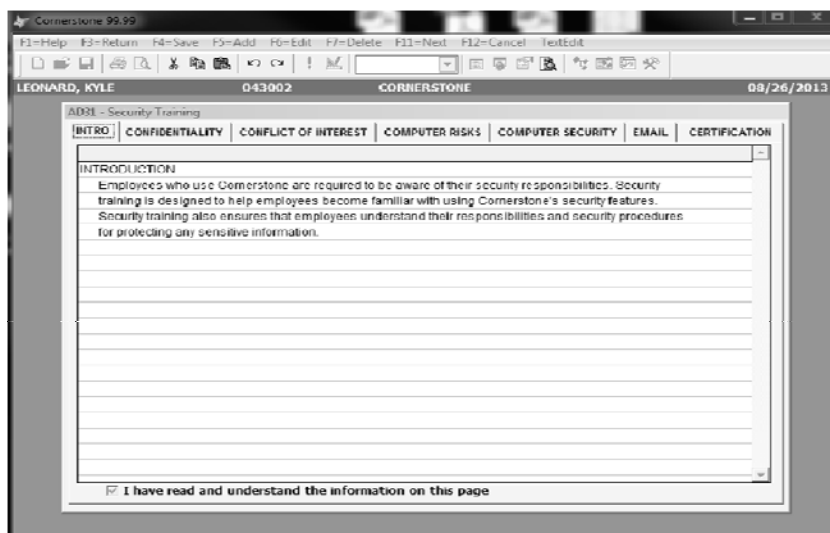 Cornerstone 99.99
F1=Help F3=Return F4=Save F5=Add F6=Edit F7=Delete F11=Next F12=Cancel TextEdit
LEONARD, KYLE 043002 CORNERSTONE 08/26/2013
AD31 - Security Training
INTRO CONFIDENTIALITY CONFLICT OF INTEREST COMPUTER RISKS COMPUTER SECURITY EMAIL CERTIFICATION
INTRODUCTION
Employees who use Cornerstone are required to be aware of their security responsibilities. Security
training is designed to help employees become familiar with using Cornerstone's security features.
Security training also ensures that employees understand their responsibilities and security procedures
for protecting any sensitive information.
I have read and understand the information on this page